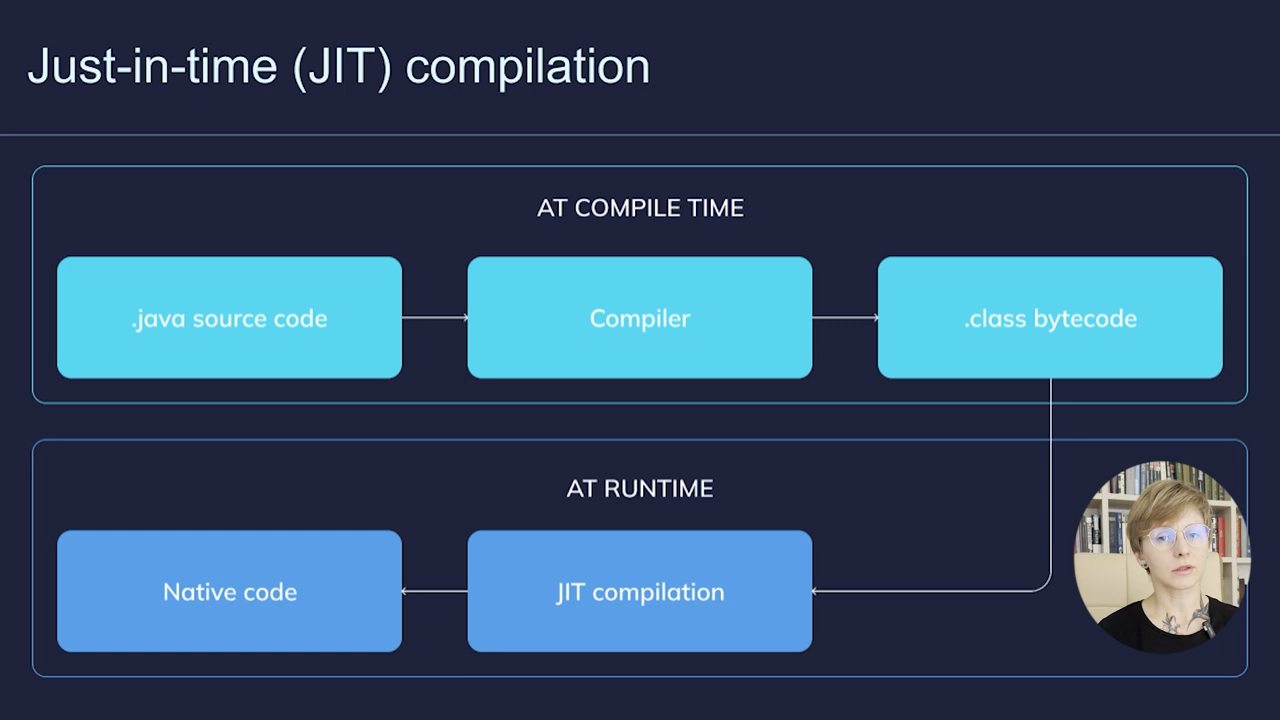 Just-in-time (JIT) compilation
AT COMPILE TIME
.java source code
Compiler
.class bytecode
AT RUNTIME
Native code
JIT compilation